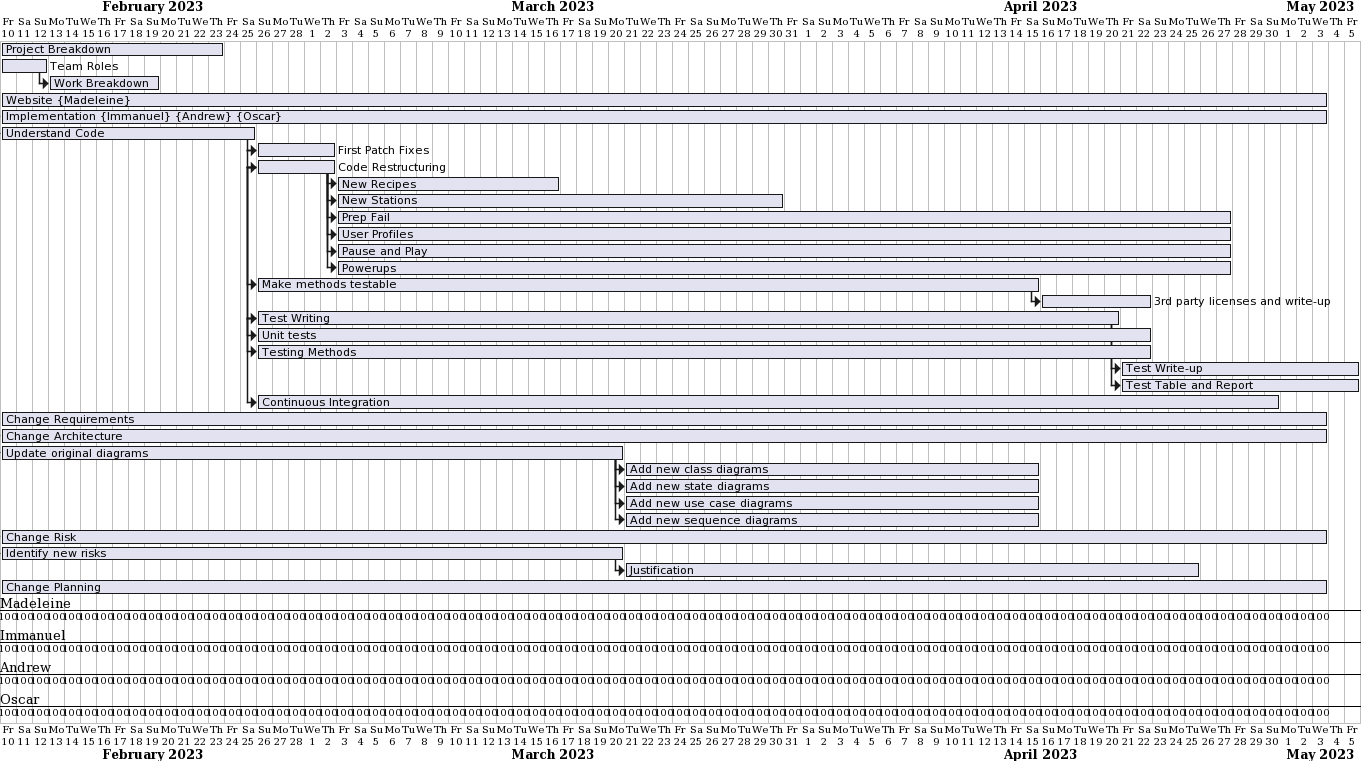 February 2023 March 2023 April 2023 May 2023
Fr Sa Su Mo Tu We Th Fr Sa Su Mo Tu We Th Fr Sa Su Mo Tu We Th Fr Sa Su Mo Tu We Th Fr Sa Su Mo Tu We Th Fr Sa Su Mo Tu We Th Fr Sa Su Mo Tu We Th Fr Sa Su Mo Tu We Th Fr Sa Su Mo Tu We Th Fr Sa Su Mo Tu We Th Fr Sa Su Mo Tu We Th Fr Sa Su Mo Tu We Th Fr
10 11 12 13 14 15 16 17 18 19 20 21 22 23 24 25 26 27 28 1 2 3 4 5 6 7 8 9 10 11 12 13 14 15 16 17 18 19 20 21 22 23 24 25 26 27 28 29 30 31 1 2 3 4 5 6 7 8 9 10 11 12 13 14 15 16 17 18 19 20 21 22 23 24 25 26 27 28 29 30 1 2 3 4 5
Project Breakdown
Team Roles
Work Breakdown
Website {Madeleine}
Implementation {Immanuel} {Andrew} {Oscar}
Understand Code
First Patch Fixes
Code Restructuring
New Recipes
New Stations
Prep Fail
User Profiles
Pause and Play
Powerups
Make methods testable
3rd party licenses and write-up
Test Writing
Unit tests
Testing Methods
Test Write-up
Test Table and Report
Continuous Integration
Change Requirements
Change Architecture
Update original diagrams
Add new class diagrams
Add new state diagrams
Add new use case diagrams
Add new sequence diagrams
Change Risk
Identify new risks
Justification
Change Planning
Madeleine
100 100 100 100 100 100 100 100 100 100 100 100 100 100 100 100 100 100 100 100 100 100 100 100 100 100 100 100 100 100 100 100 100 100 100 100 100 100 100 100 100 100 100 100 100 100 100 100 100 100 100 100 100 100 100 100 100 100 100 100 100 100 100 100 100 100 100 100 100 100 100 100 100 100 100 100 100 100 100 100 100 100 100
Immanuel
100 100 100 100 100 100 100 100 100 100 100 100 100 100 100 100 100 100 100 100 100 100 100 100 100 100 100 100 100 100 100 100 100 100 100 100 100 100 100 100 100 100 100 100 100 100 100 100 100 100 100 100 100 100 100 100 100 100 100 100 100 100 100 100 100 100 100 100 100 100 100 100 100 100 100 100 100 100 100 100 100 100 100
Andrew
100 100 100 100 100 100 100 100 100 100 100 100 100 100 100 100 100 100 100 100 100 100 100 100 100 100 100 100 100 100 100 100 100 100 100 100 100 100 100 100 100 100 100 100 100 100 100 100 100 100 100 100 100 100 100 100 100 100 100 100 100 100 100 100 100 100 100 100 100 100 100 100 100 100 100 100 100 100 100 100 100 100 100
Oscar
100 100 100 100 100 100 100 100 100 100 100 100 100 100 100 100 100 100 100 100 100 100 100 100 100 100 100 100 100 100 100 100 100 100 100 100 100 100 100 100 100 100 100 100 100 100 100 100 100 100 100 100 100 100 100 100 100 100 100 100 100 100 100 100 100 100 100 100 100 100 100 100 100 100 100 100 100 100 100 100 100 100 100
Fr Sa Su Mo Tu We Th Fr Sa Su Mo Tu We Th Fr Sa Su Mo Tu We Th Fr Sa Su Mo Tu We Th Fr Sa Su Mo Tu We Th Fr Sa Su Mo Tu We Th Fr Sa Su Mo Tu We Th Fr Sa Su Mo Tu We Th Fr Sa Su Mo Tu We Th Fr Sa Su Mo Tu We Th Fr Sa Su Mo Tu We Th Fr Sa Su Mo Tu We Th Fr
10 11 12 13 14 15 16 17 18 19 20 21 22 23 24 25 26 27 28 1 2 3 4 5 6 7 8 9 10 11 12 13 14 15 16 17 18 19 20 21 22 23 24 25 26 27 28 29 30 31 1 2 3 4 5 6 7 8 9 10 11 12 13 14 15 16 17 18 19 20 21 22 23 24 25 26 27 28 29 30 1 2 3 4 5
February 2023 March 2023 April 2023 May 2023